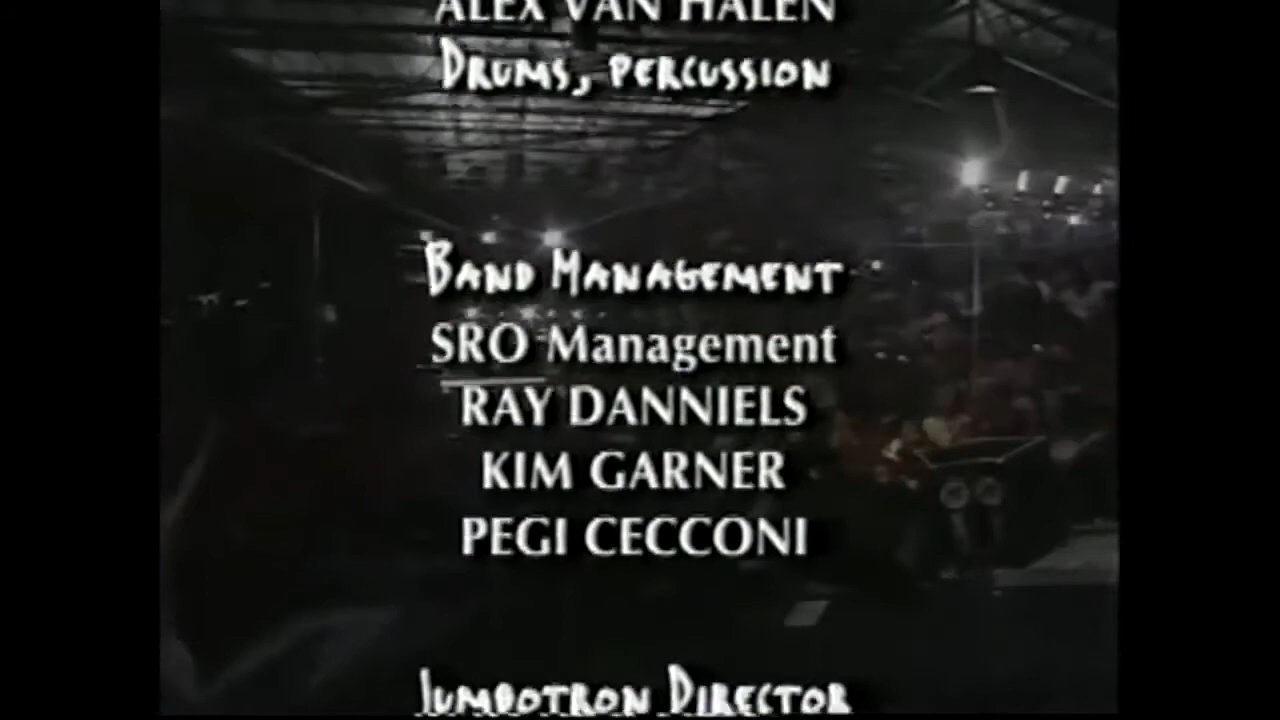 ALEX VAN HALEN
DRUMS, PERCUSSION
BAND MANAGEMENT
SRO Management
RAY DANNIELS
KIM GARNER
PEGI CECCONI
JUMBOTRON DIRECTOR